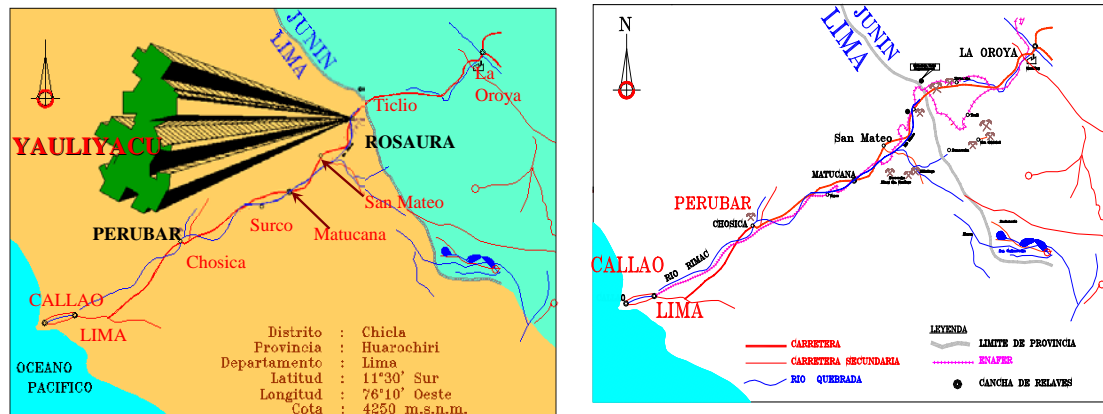 JUNIN
LIMA
La
Oroya
Ticlio
YAULIYACU
ROSAURA
San Mateo
Surco
Matucana
PERUBAR
Chosica
CALLAO
LIMA
OCEANO
PACIFICO
Distrito : Chicla
Provincia : Huarochiri
Departamento : Lima
Latitud : 11°30' Sur
Longitud : 76°10' Oeste
Cota : 4250 m.s.n.m.
N
JUNIN
LIMA
LA OROYA
San Mateo
MATUCANA
PERUBAR
CHOSICA
CALLAO
RIO RIMAC
LIMA
LEYENDA
CARRETERA
LIMITE DE PROVINCIA
CARRETERA SECUNDARIA
ENAFER
RIO QUEBRADA
CANCHA DE RELAVES